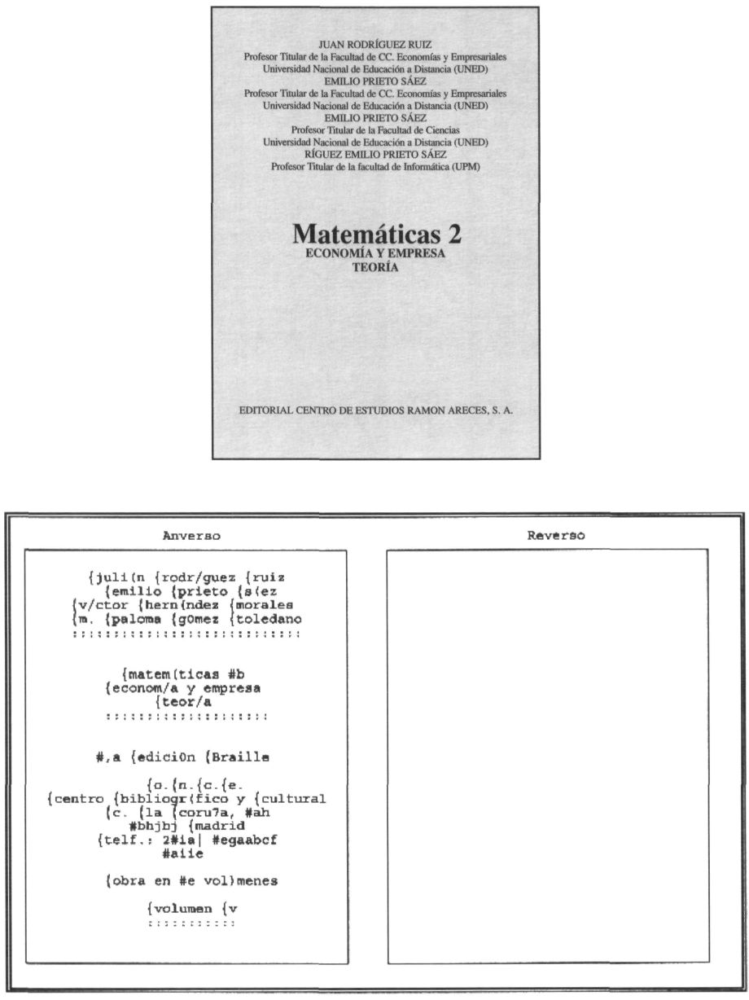 JUAN RODRÍGUEZ RUIZ
Profesor Titular de la Facultad de CC. Economías y Empresariales
Universidad Nacional de Educación a Distancia (UNED)
EMILIO PRIETO SÁEZ
Profesor Titular de la Facultad de CC. Economías y Empresariales
Universidad Nacional de Educación a Distancia (UNED)
EMILIO PRIETO SÁEZ
Profesor Titular de la Facultad de Ciencias
Universidad Nacional de Educación a Distancia (UNED)
RÍGUEZ EMILIO PRIETO SÁEZ
Profesor Titular de la facultad de Informática (UPM)
Matemáticas 2
ECONOMÍA Y EMPRESA
TEORÍA
EDITORIAL CENTRO DE ESTUDIOS RAMON ARECES, S. A.
Anverso
{juli(n {rodr/guez {ruiz
{emilio {prieto {s(ez
{v/ctor {hern(ndez {morales
{m. {paloma {g0mez {toledano
::::::::::::::::::::::::::::
{matem(ticas #b
{econom/a y empresa
{teor/a
::::::::::::::::::::
#,a {edici0n {Braille
{o.{n.{c.{e.
{centro {bibliogr(fico y {cultural
{c. {la {coru7a, #ah
#bhjbj {madrid
{telf.: 2#ia| #egaabcf
#aiie
{obra en #e vol)menes
{volumen {v
:::::::::::
Reverso